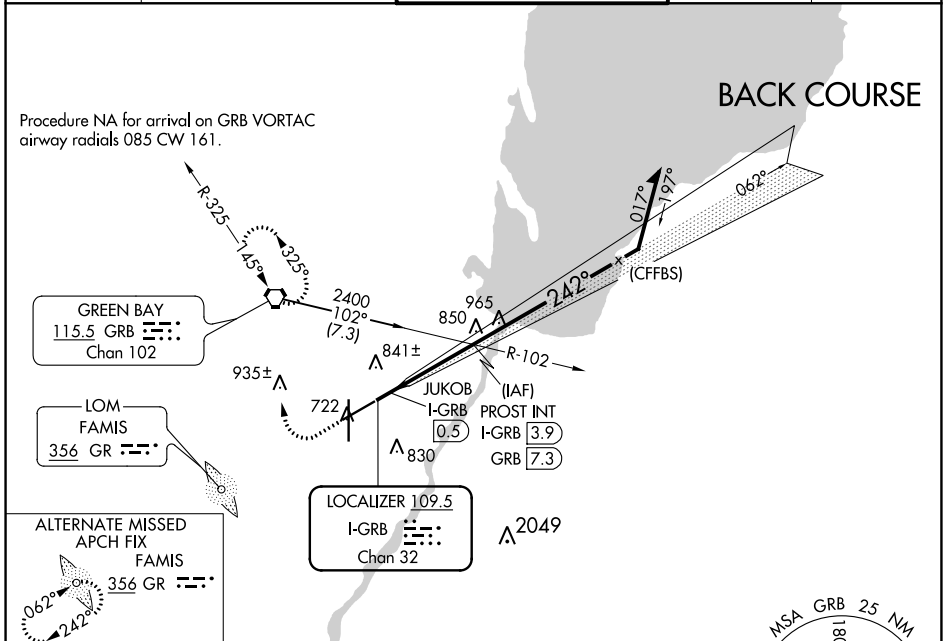 BACK COURSE
Procedure NA for arrival on GRB VORTAC
airway radials 085 CW 161.
R-325
145°
325°
017°
197°
062°
(CFFBS)
242°
GREEN BAY
115.5 GRB
Chan 102
2400
102°
(7.3)
965
850
R-102
841±
935±
JUKOB
I-GRB
0.5
(IAF)
PROST INT
I-GRB 3.9
GRB 7.3
722
830
LOM
FAMIS
356 GR
LOCALIZER 109.5
I-GRB
Chan 32
2049
ALTERNATE MISSED
APCH FIX
FAMIS
356 GR
062°
242°
MSA GRB 25 NM
180